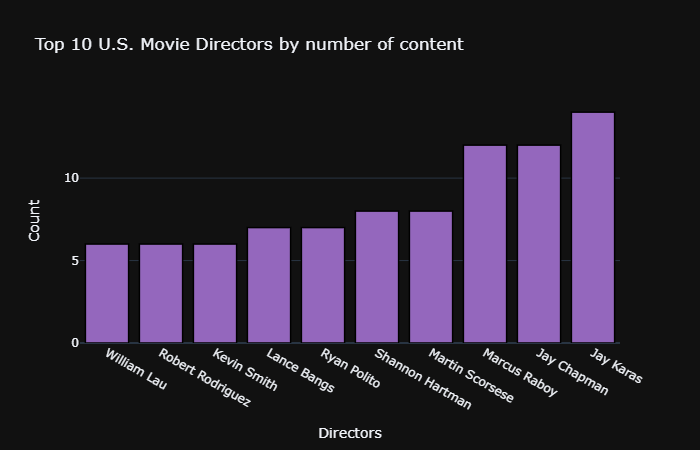 Top 10 U.S. Movie Directors by number of content
Count
10
5
0
William Lau
Robert Rodriguez
Kevin Smith
Lance Bangs
Ryan Polito
Shannon Hartman
Martin Scorsese
Marcus Raboy
Jay Chapman
Jay Karas
Directors